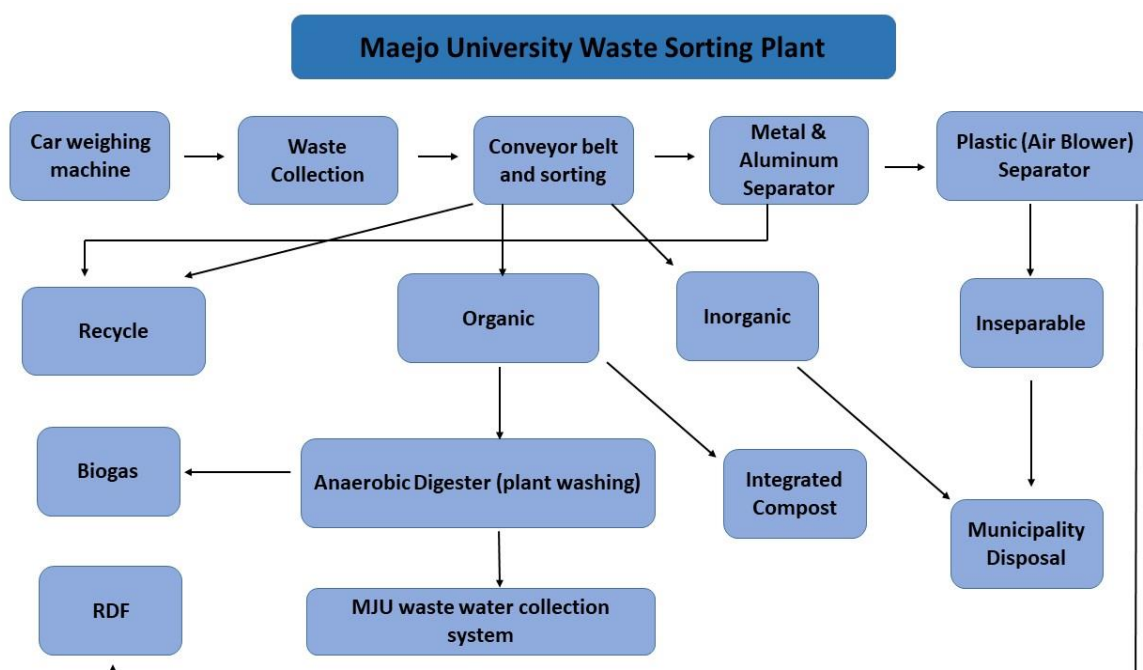 Maejo University Waste Sorting Plant
Car weighing
machine
Waste
Collection
Conveyor belt
and sorting
Metal &
Aluminum
Separator
Plastic (Air Blower)
Separator
Recycle
Organic
Inorganic
Inseparable
Biogas
Anaerobic Digester (plant washing)
Integrated
Compost
Municipality
Disposal
RDF
MJU waste water collection
system